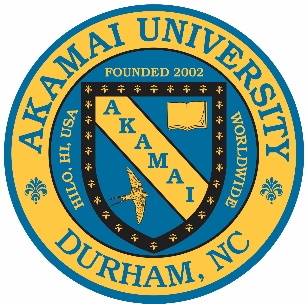 AKAMAI UNIVERSITY
FOUNDED 2002
HILO, HI, USA
AKAMAI
WORLDWIDE
DURHAM, NC